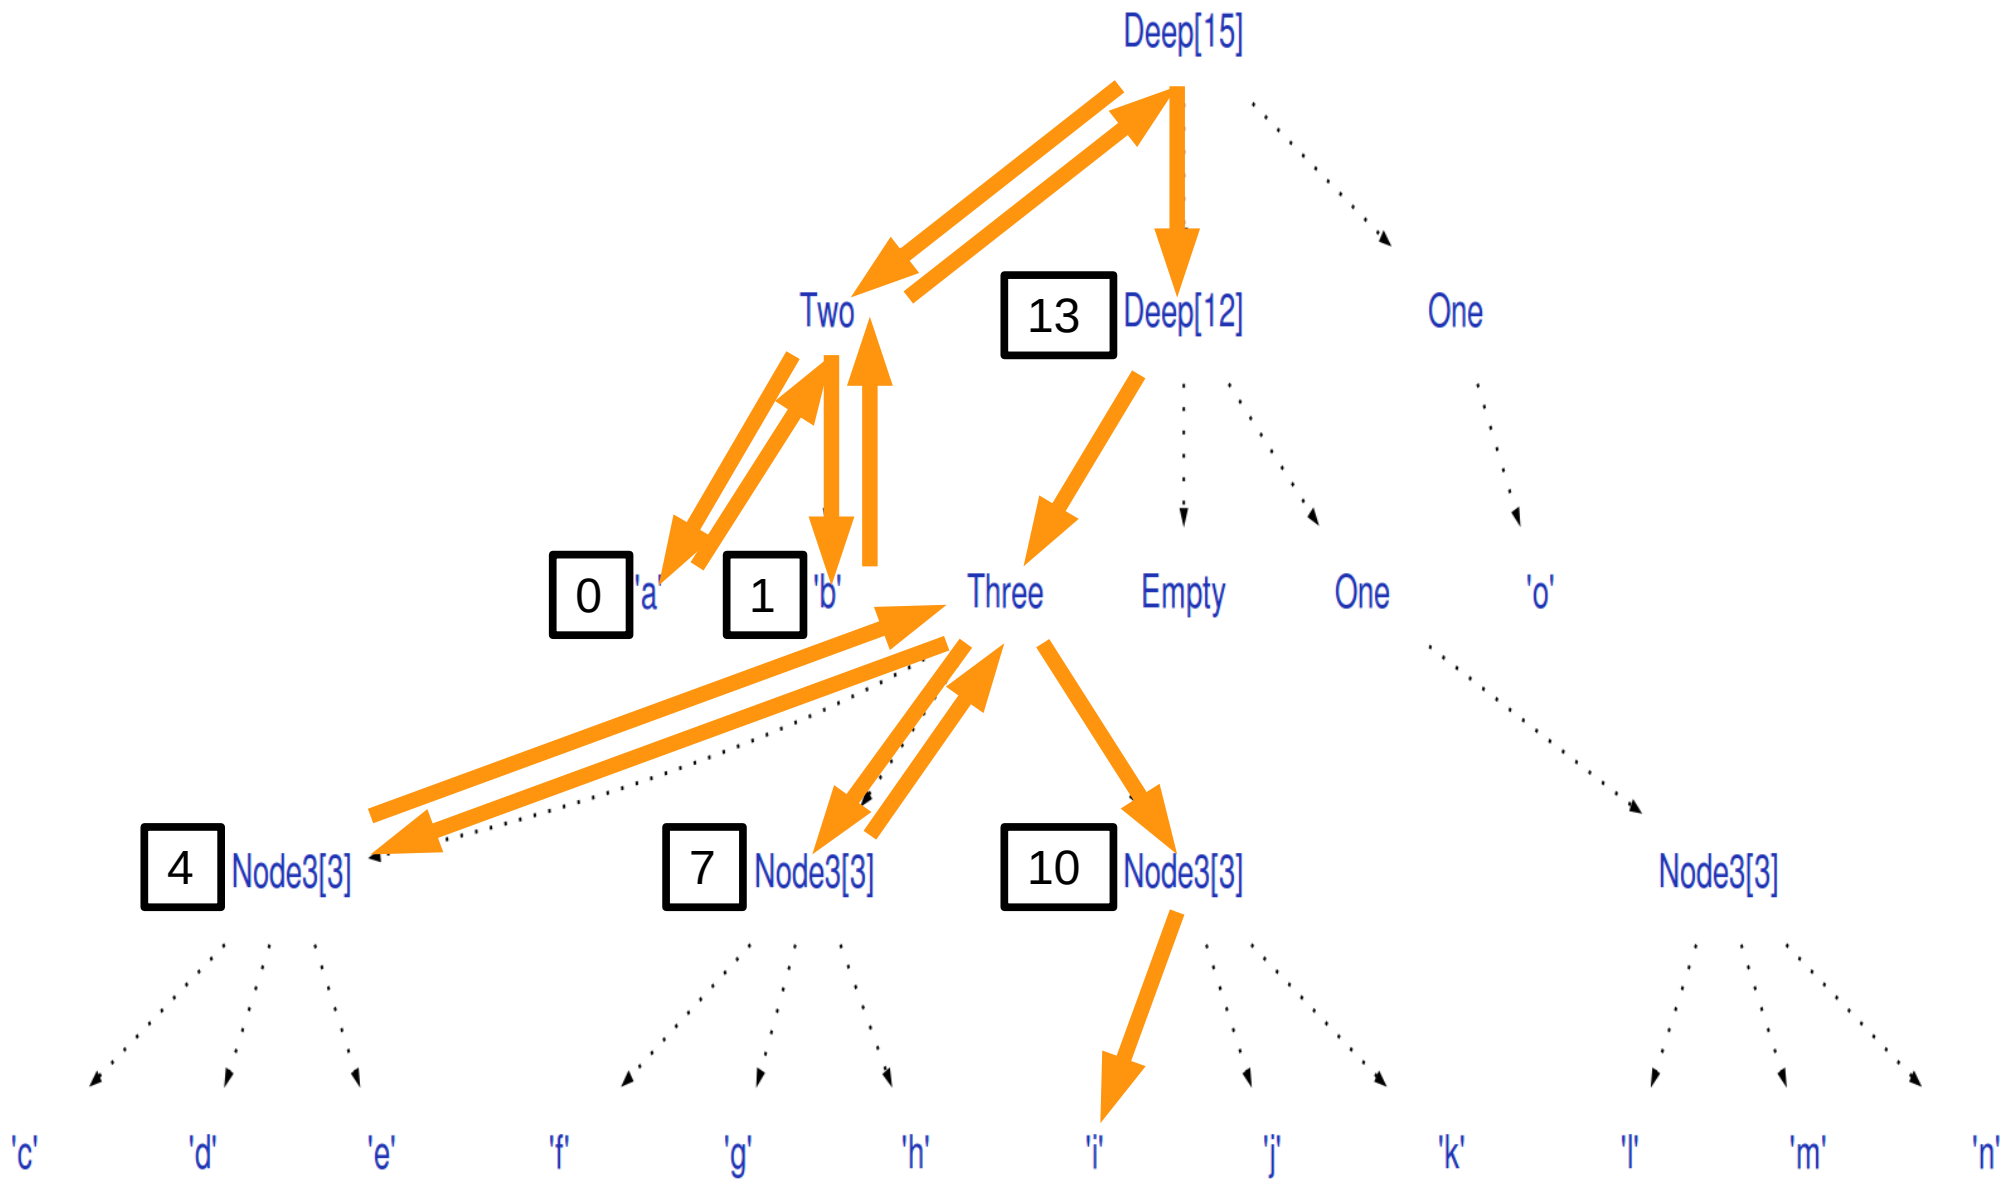 Deep[15]
Two 13 Deep[12] One
0 'a' 1 'b' Three Empty One 'o'
4 Node3[3] 7 Node3[3] 10 Node3[3] Node3[3]
'c' 'd' 'e' 'f' 'g' 'h' 'i' 'j' 'k' 'l' 'm' 'n'